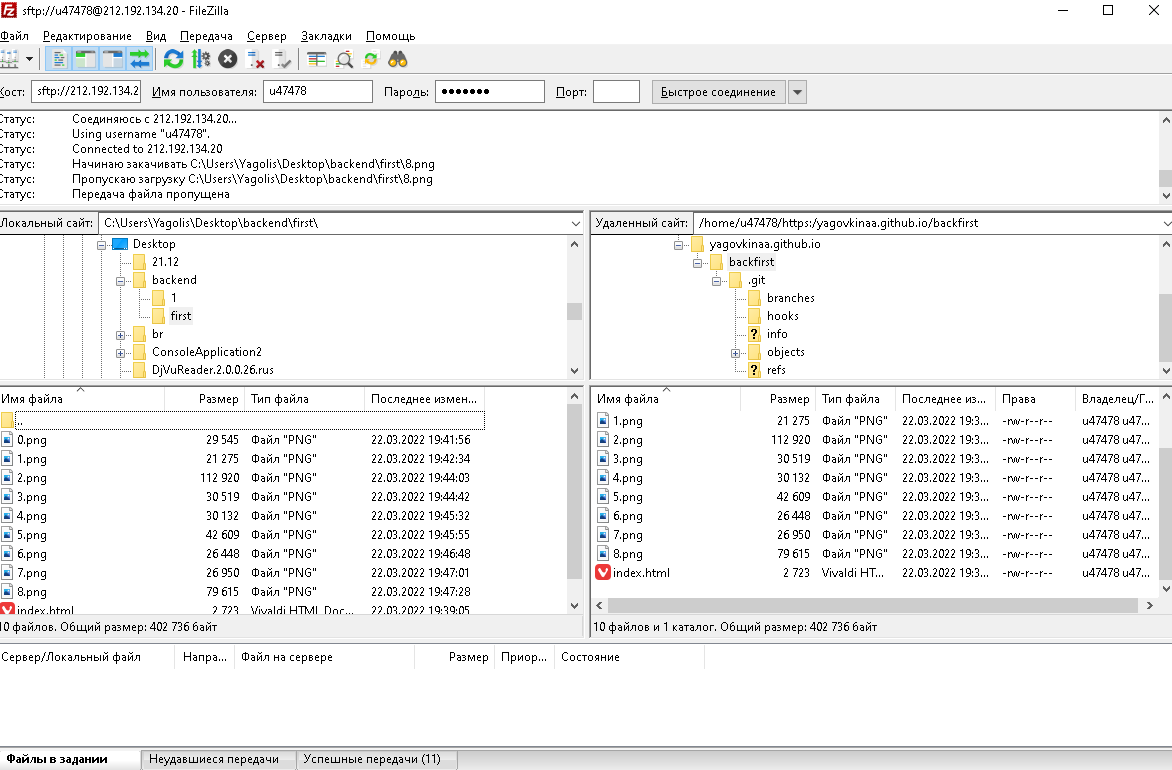 sftp://u47478@212.192.134.20 - FileZilla
Файл Редактирование Вид Передача Сервер Закладки Помощь
Хост: sftp://212.192.134.2 Имя пользователя: u47478 Пароль: ●●●●●●● Порт: Быстрое соединение
Статус: Соединяюсь с 212.192.134.20...
Статус: Using username "u47478".
Статус: Connected to 212.192.134.20
Статус: Начинаю закачивать C:\Users\Yagolis\Desktop\backend\first\8.png
Статус: Пропускаю загрузку C:\Users\Yagolis\Desktop\backend\first\8.png
Статус: Передача файла пропущена
Локальный сайт: C:\Users\Yagolis\Desktop\backend\first\
Desktop
21.12
backend
1
first
br
ConsoleApplication2
DjVuReader.2.0.0.26.rus
Имя файла Размер Тип файла Последнее измен...
..
0.png 29 545 Файл "PNG" 22.03.2022 19:41:56
1.png 21 275 Файл "PNG" 22.03.2022 19:42:34
2.png 112 920 Файл "PNG" 22.03.2022 19:44:03
3.png 30 519 Файл "PNG" 22.03.2022 19:44:42
4.png 30 132 Файл "PNG" 22.03.2022 19:45:32
5.png 42 609 Файл "PNG" 22.03.2022 19:45:55
6.png 26 448 Файл "PNG" 22.03.2022 19:46:48
7.png 26 950 Файл "PNG" 22.03.2022 19:47:01
8.png 79 615 Файл "PNG" 22.03.2022 19:47:28
index.html 2 723 Vivaldi HTML Doc... 22.03.2022 19:39:05
10 файлов. Общий размер: 402 736 байт
Удаленный сайт: /home/u47478/https:/yagovkinaa.github.io/backfirst
yagovkinaa.github.io
backfirst
.git
branches
hooks
? info
objects
? refs
Имя файла Размер Тип файла Последнее из... Права Владелец/Г...
1.png 21 275 Файл "PNG" 22.03.2022 19:3... -rw-r--r-- u47478 u47...
2.png 112 920 Файл "PNG" 22.03.2022 19:3... -rw-r--r-- u47478 u47...
3.png 30 519 Файл "PNG" 22.03.2022 19:3... -rw-r--r-- u47478 u47...
4.png 30 132 Файл "PNG" 22.03.2022 19:3... -rw-r--r-- u47478 u47...
5.png 42 609 Файл "PNG" 22.03.2022 19:3... -rw-r--r-- u47478 u47...
6.png 26 448 Файл "PNG" 22.03.2022 19:3... -rw-r--r-- u47478 u47...
7.png 26 950 Файл "PNG" 22.03.2022 19:3... -rw-r--r-- u47478 u47...
8.png 79 615 Файл "PNG" 22.03.2022 19:3... -rw-r--r-- u47478 u47...
index.html 2 723 Vivaldi HT... 22.03.2022 19:3... -rw-r--r-- u47478 u47...
10 файлов и 1 каталог. Общий размер: 402 736 байт
Сервер/Локальный файл Напра... Файл на сервере Размер Приор... Состояние
Файлы в задании Неудавшиеся передачи Успешные передачи (11)